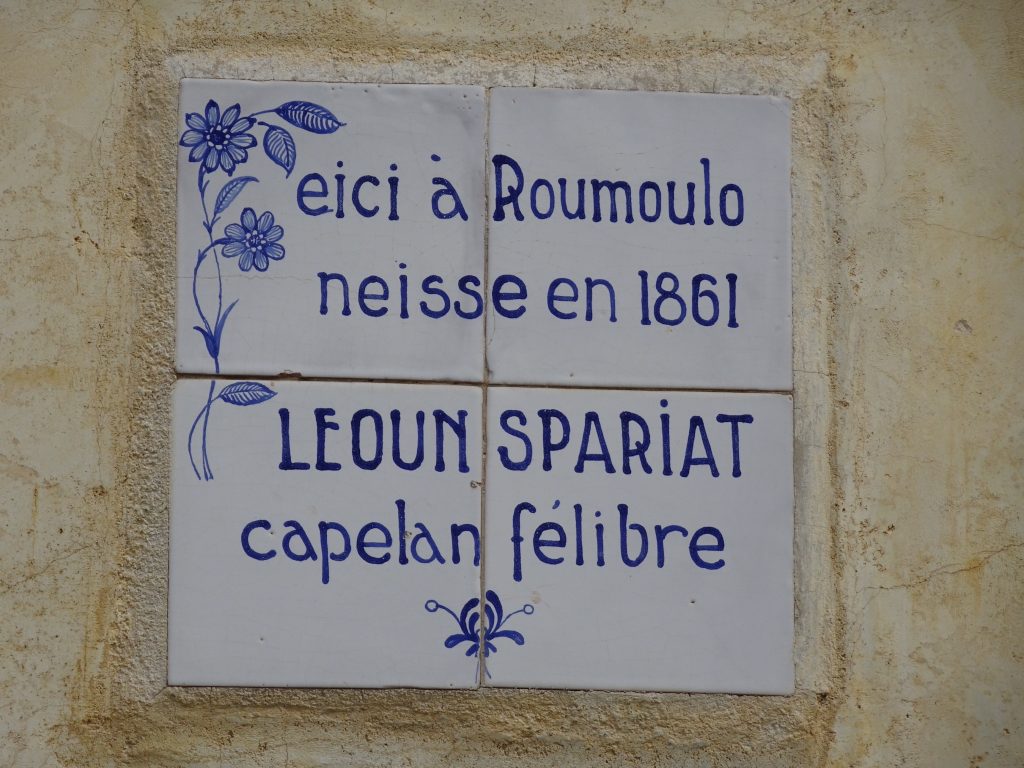 eici à Roumoulo
neisse en 1861
LEOUN SPARIAT
capelan félibre